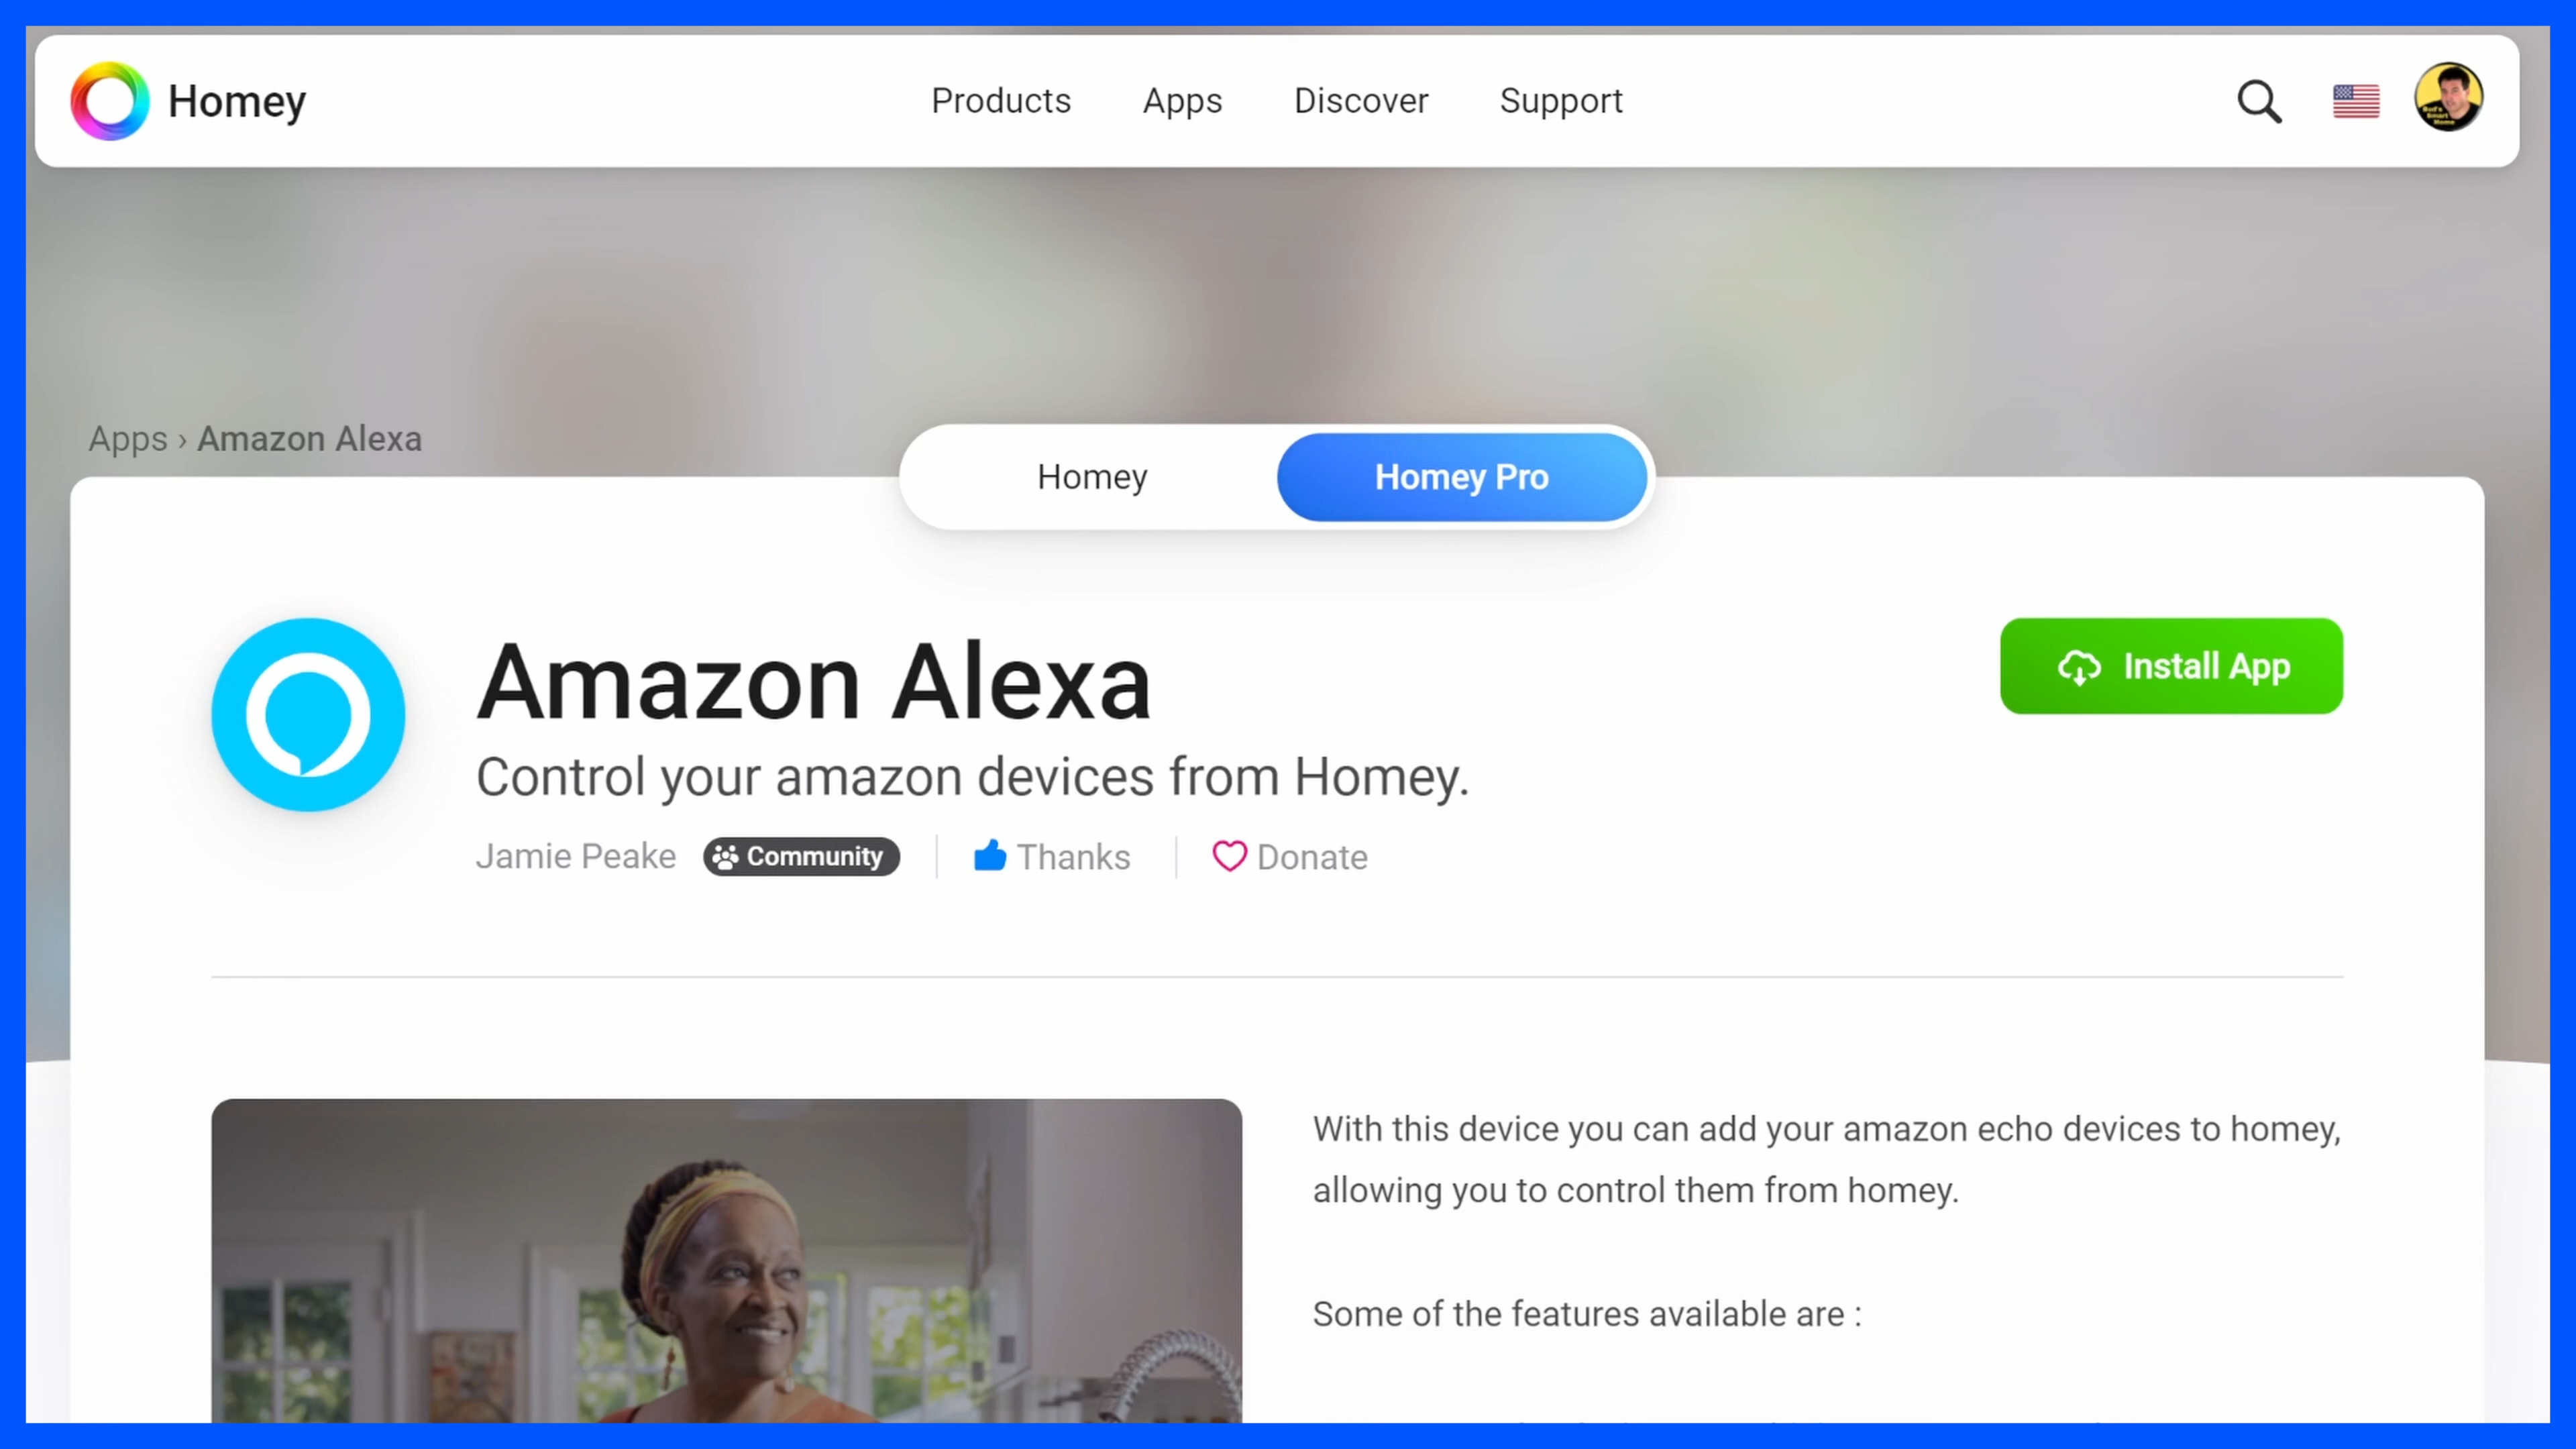 Homey
Products
Apps
Discover
Support
Apps › Amazon Alexa
Homey
Homey Pro
Amazon Alexa
Install App
Control your amazon devices from Homey.
Jamie Peake
Community
Thanks
Donate
With this device you can add your amazon echo devices to homey,
allowing you to control them from homey.
Some of the features available are :